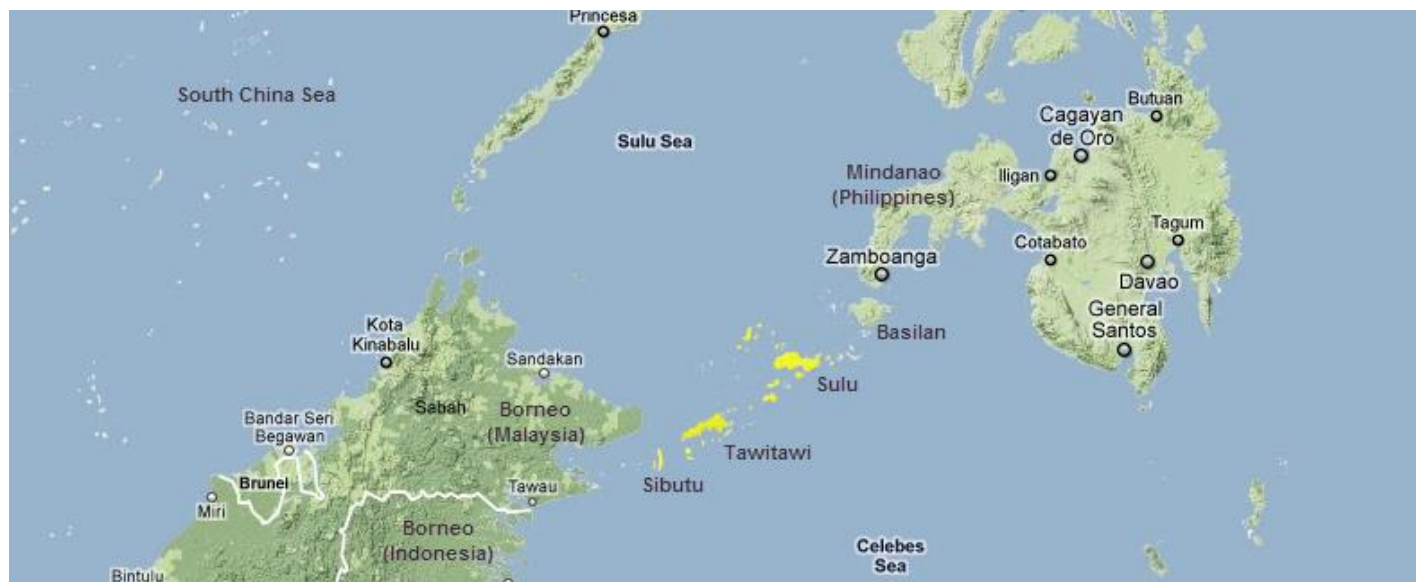 Princesa
South China Sea
Sulu Sea
Butuan
Cagayan
de Oro
Mindanao
(Philippines)
Iligan
Tagum
Cotabato
Zamboanga
Davao
General
Santos
Basilan
Kota
Kinabalu
Sandakan
Sulu
Sabah
Borneo
(Malaysia)
Bandar Seri
Begawan
Tawitawi
Brunei
Sibutu
Tawau
Miri
Borneo
(Indonesia)
Celebes
Sea
Bintulu